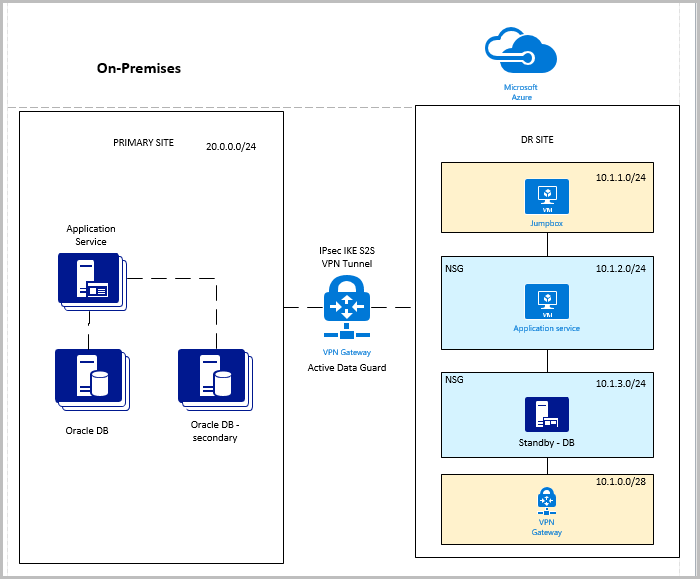 On-Premises
Microsoft
Azure
PRIMARY SITE
20.0.0.0/24
Application
Service
Oracle DB
Oracle DB -
secondary
IPsec IKE S2S
VPN Tunnel
VPN Gateway
Active Data Guard
DR SITE
10.1.1.0/24
VM
Jumpbox
NSG
10.1.2.0/24
VM
Application service
NSG
10.1.3.0/24
Standby - DB
10.1.0.0/28
VPN
Gateway